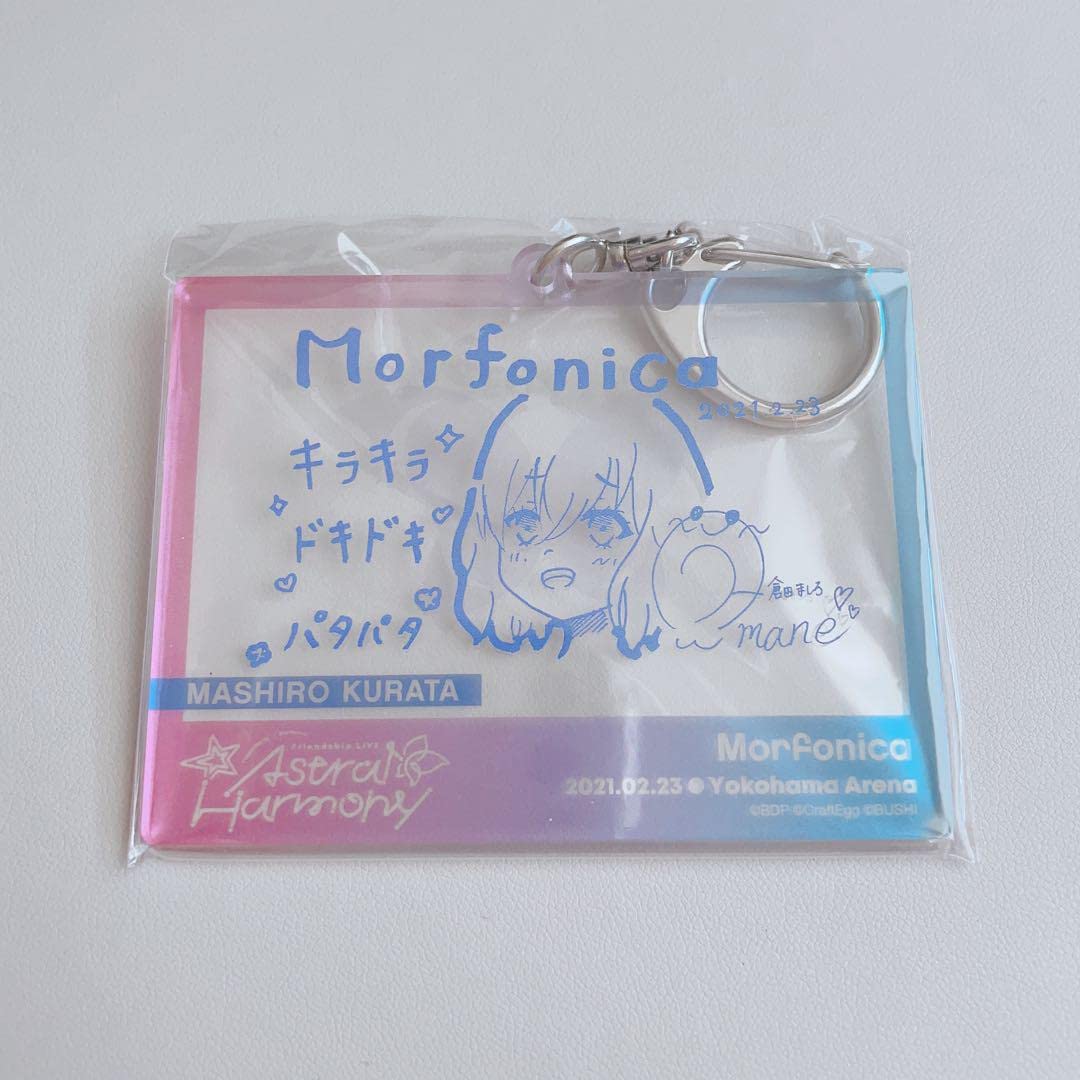 Morfonica
2021 2.23
キラキラ
ドキドキ
パタパタ
倉田ましろ
mane
MASHIRO KURATA
Friendship LIVE
Astral
Harmony
Morfonica
2021.02.23 ● Yokohama Arena
©BDP ©CraftEgg ©BUSHI